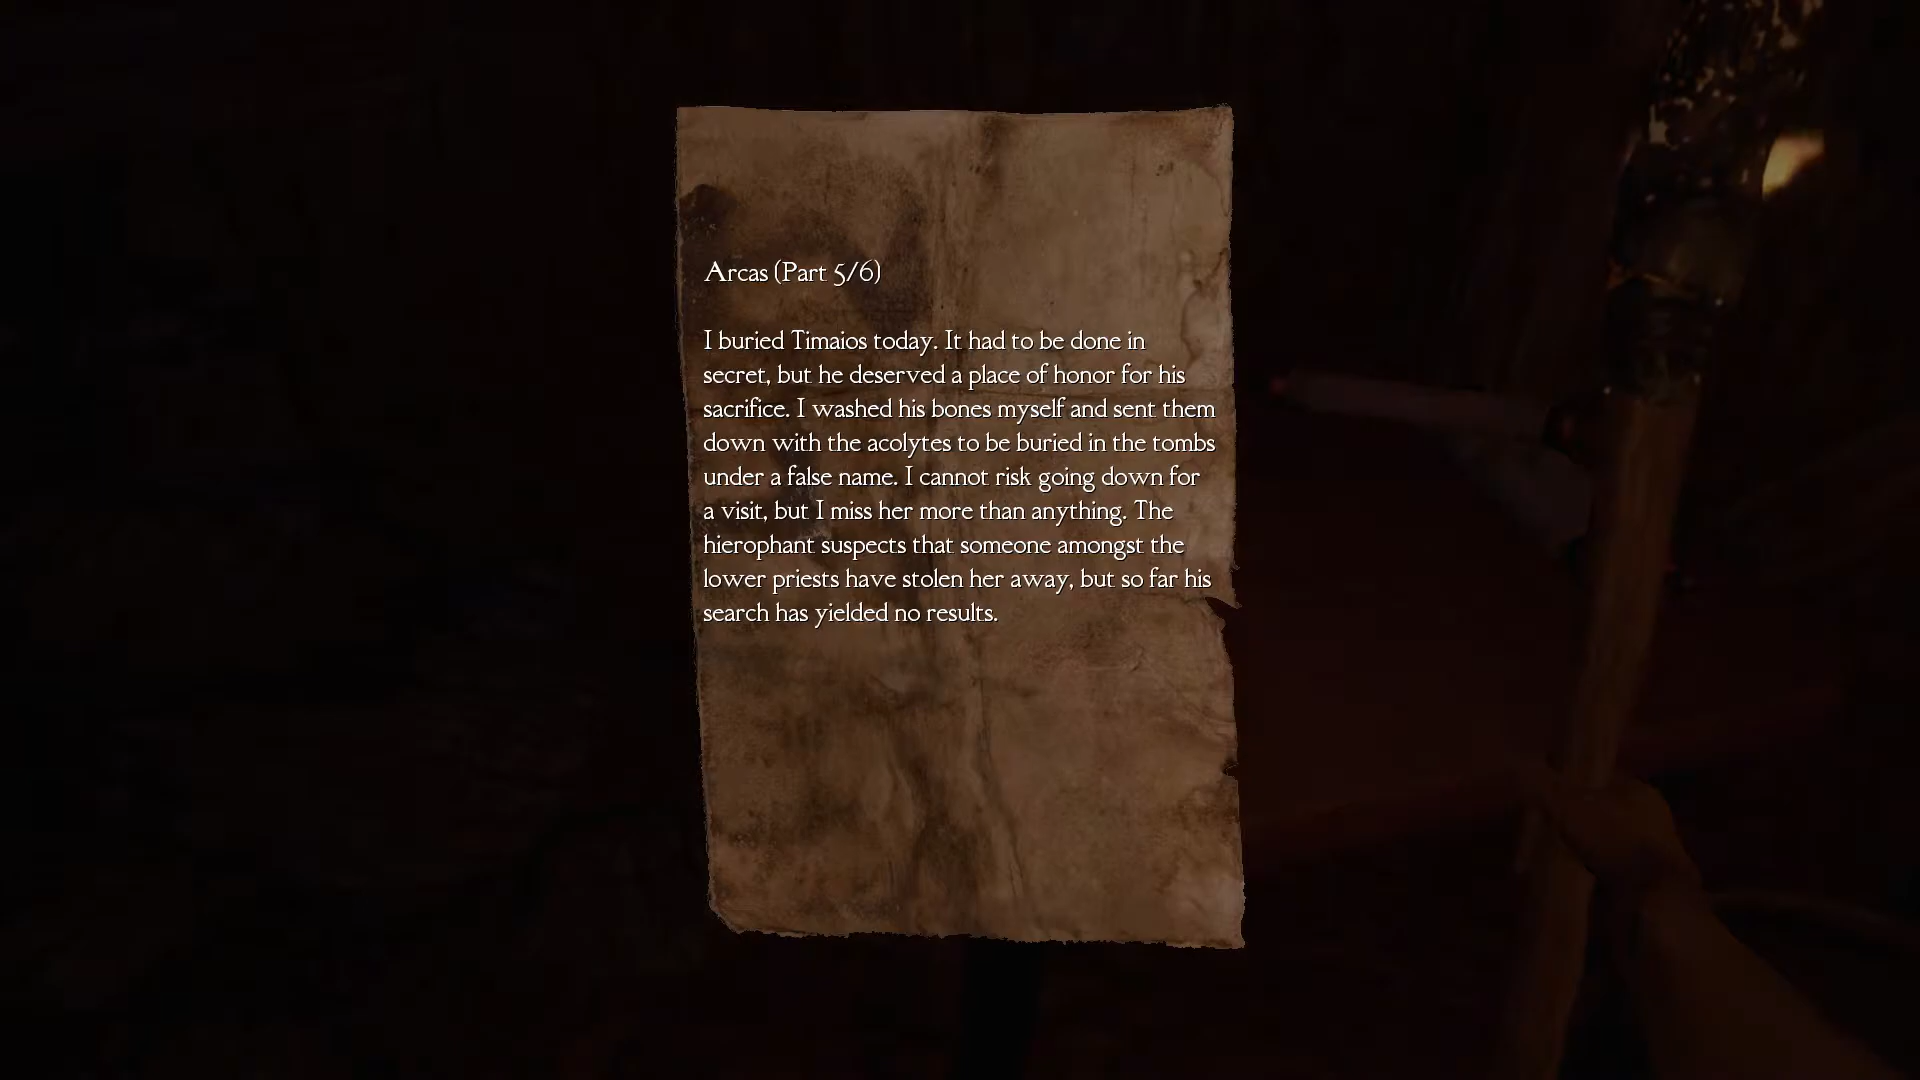 Arcas (Part 5/6)
I buried Timaios today. It had to be done in
secret, but he deserved a place of honor for his
sacrifice. I washed his bones myself and sent them
down with the acolytes to be buried in the tombs
under a false name. I cannot risk going down for
a visit, but I miss her more than anything. The
hierophant suspects that someone amongst the
lower priests have stolen her away, but so far his
search has yielded no results.